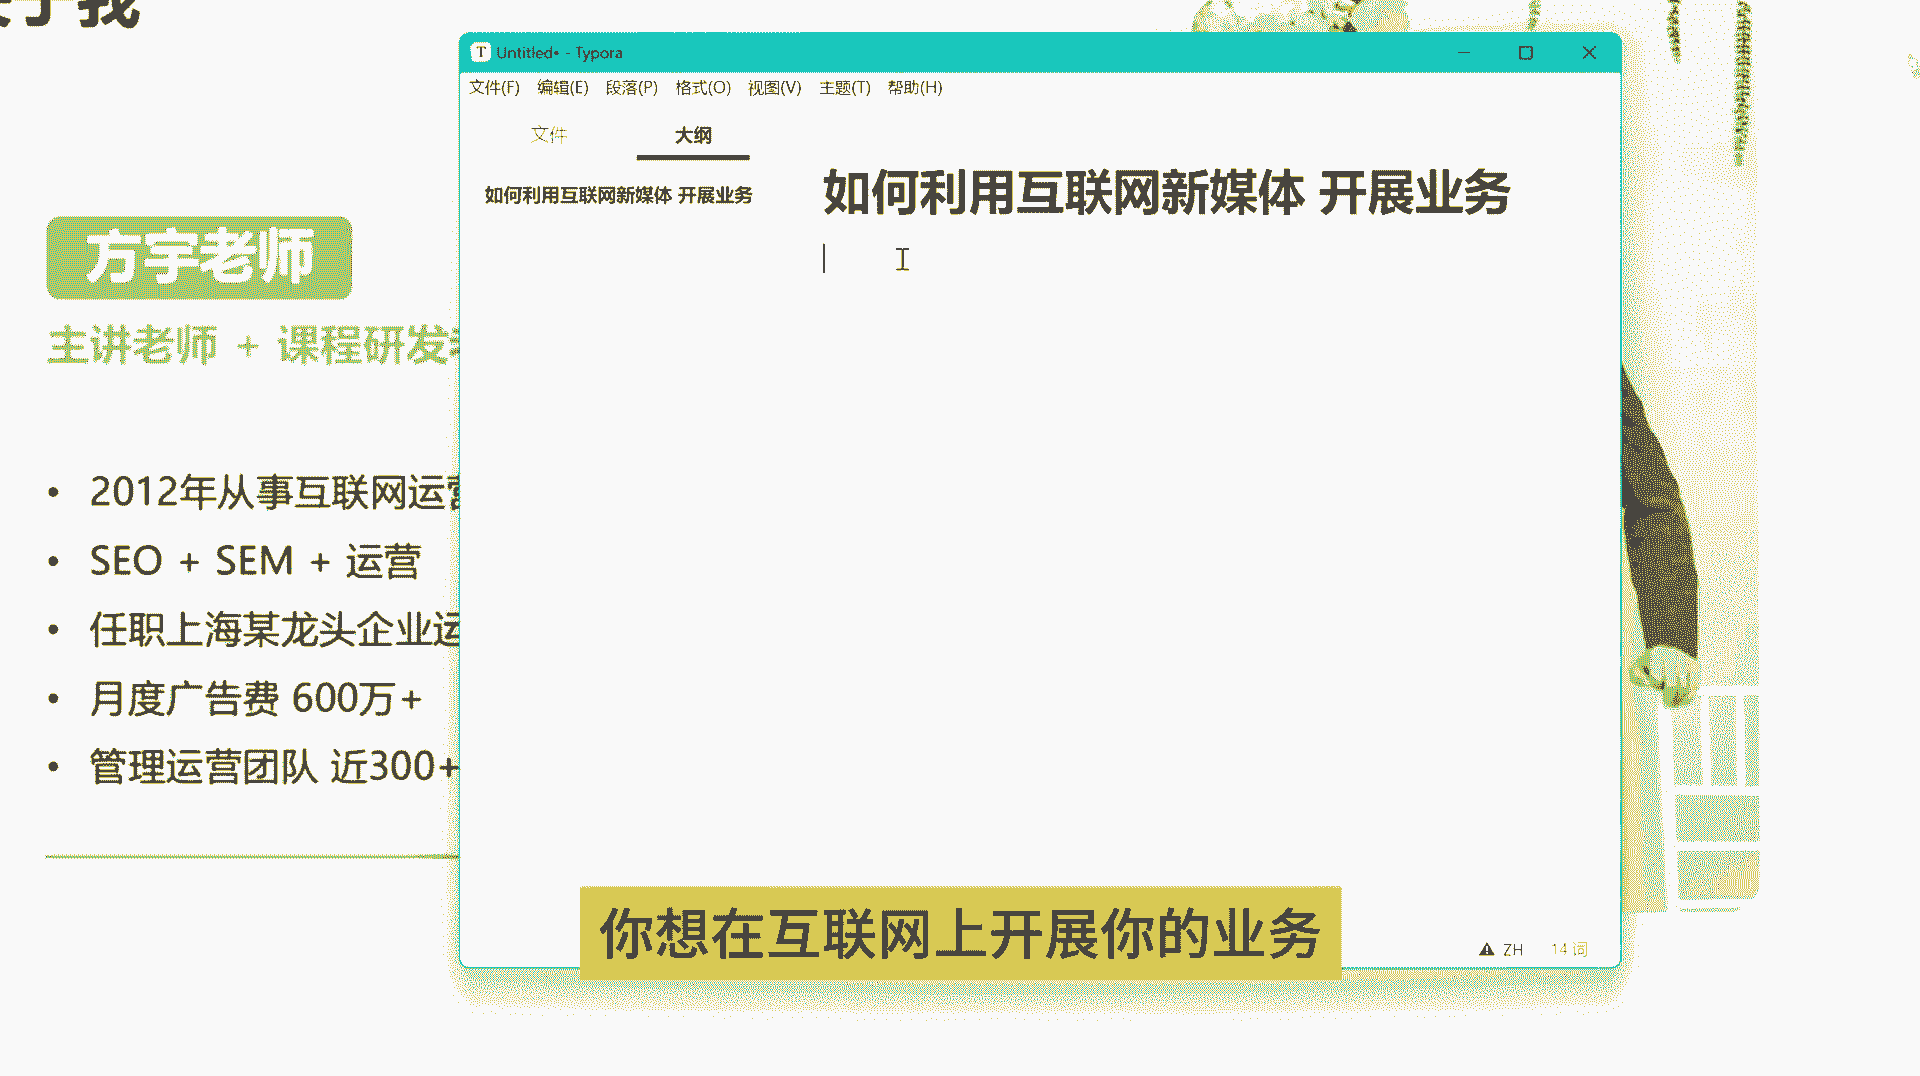 于我
Untitled• - Typora
文件(F) 编辑(E) 段落(P) 格式(O) 视图(V) 主题(T) 帮助(H)
文件 大纲
如何利用互联网新媒体 开展业务
如何利用互联网新媒体 开展业务
方宇老师
主讲老师 + 课程研发
2012年从事互联网运营
SEO + SEM + 运营
任职上海某龙头企业运
月度广告费 600万+
管理运营团队 近300+
你想在互联网上开展你的业务
ZH 14 词